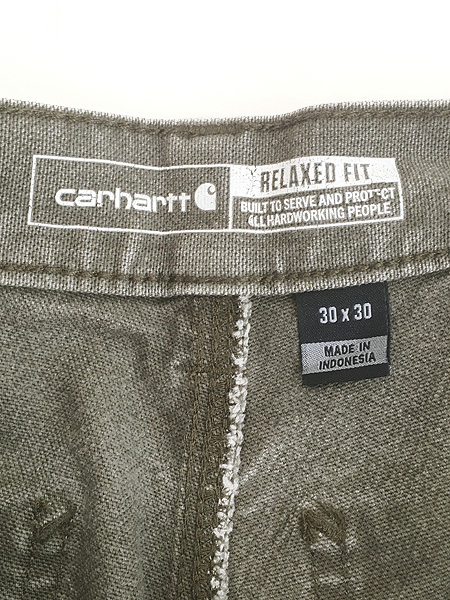 carhartt
RELAXED FIT
BUILT TO SERVE AND PROTECT
ALL HARDWORKING PEOPLE
30 x 30
MADE IN
INDONESIA